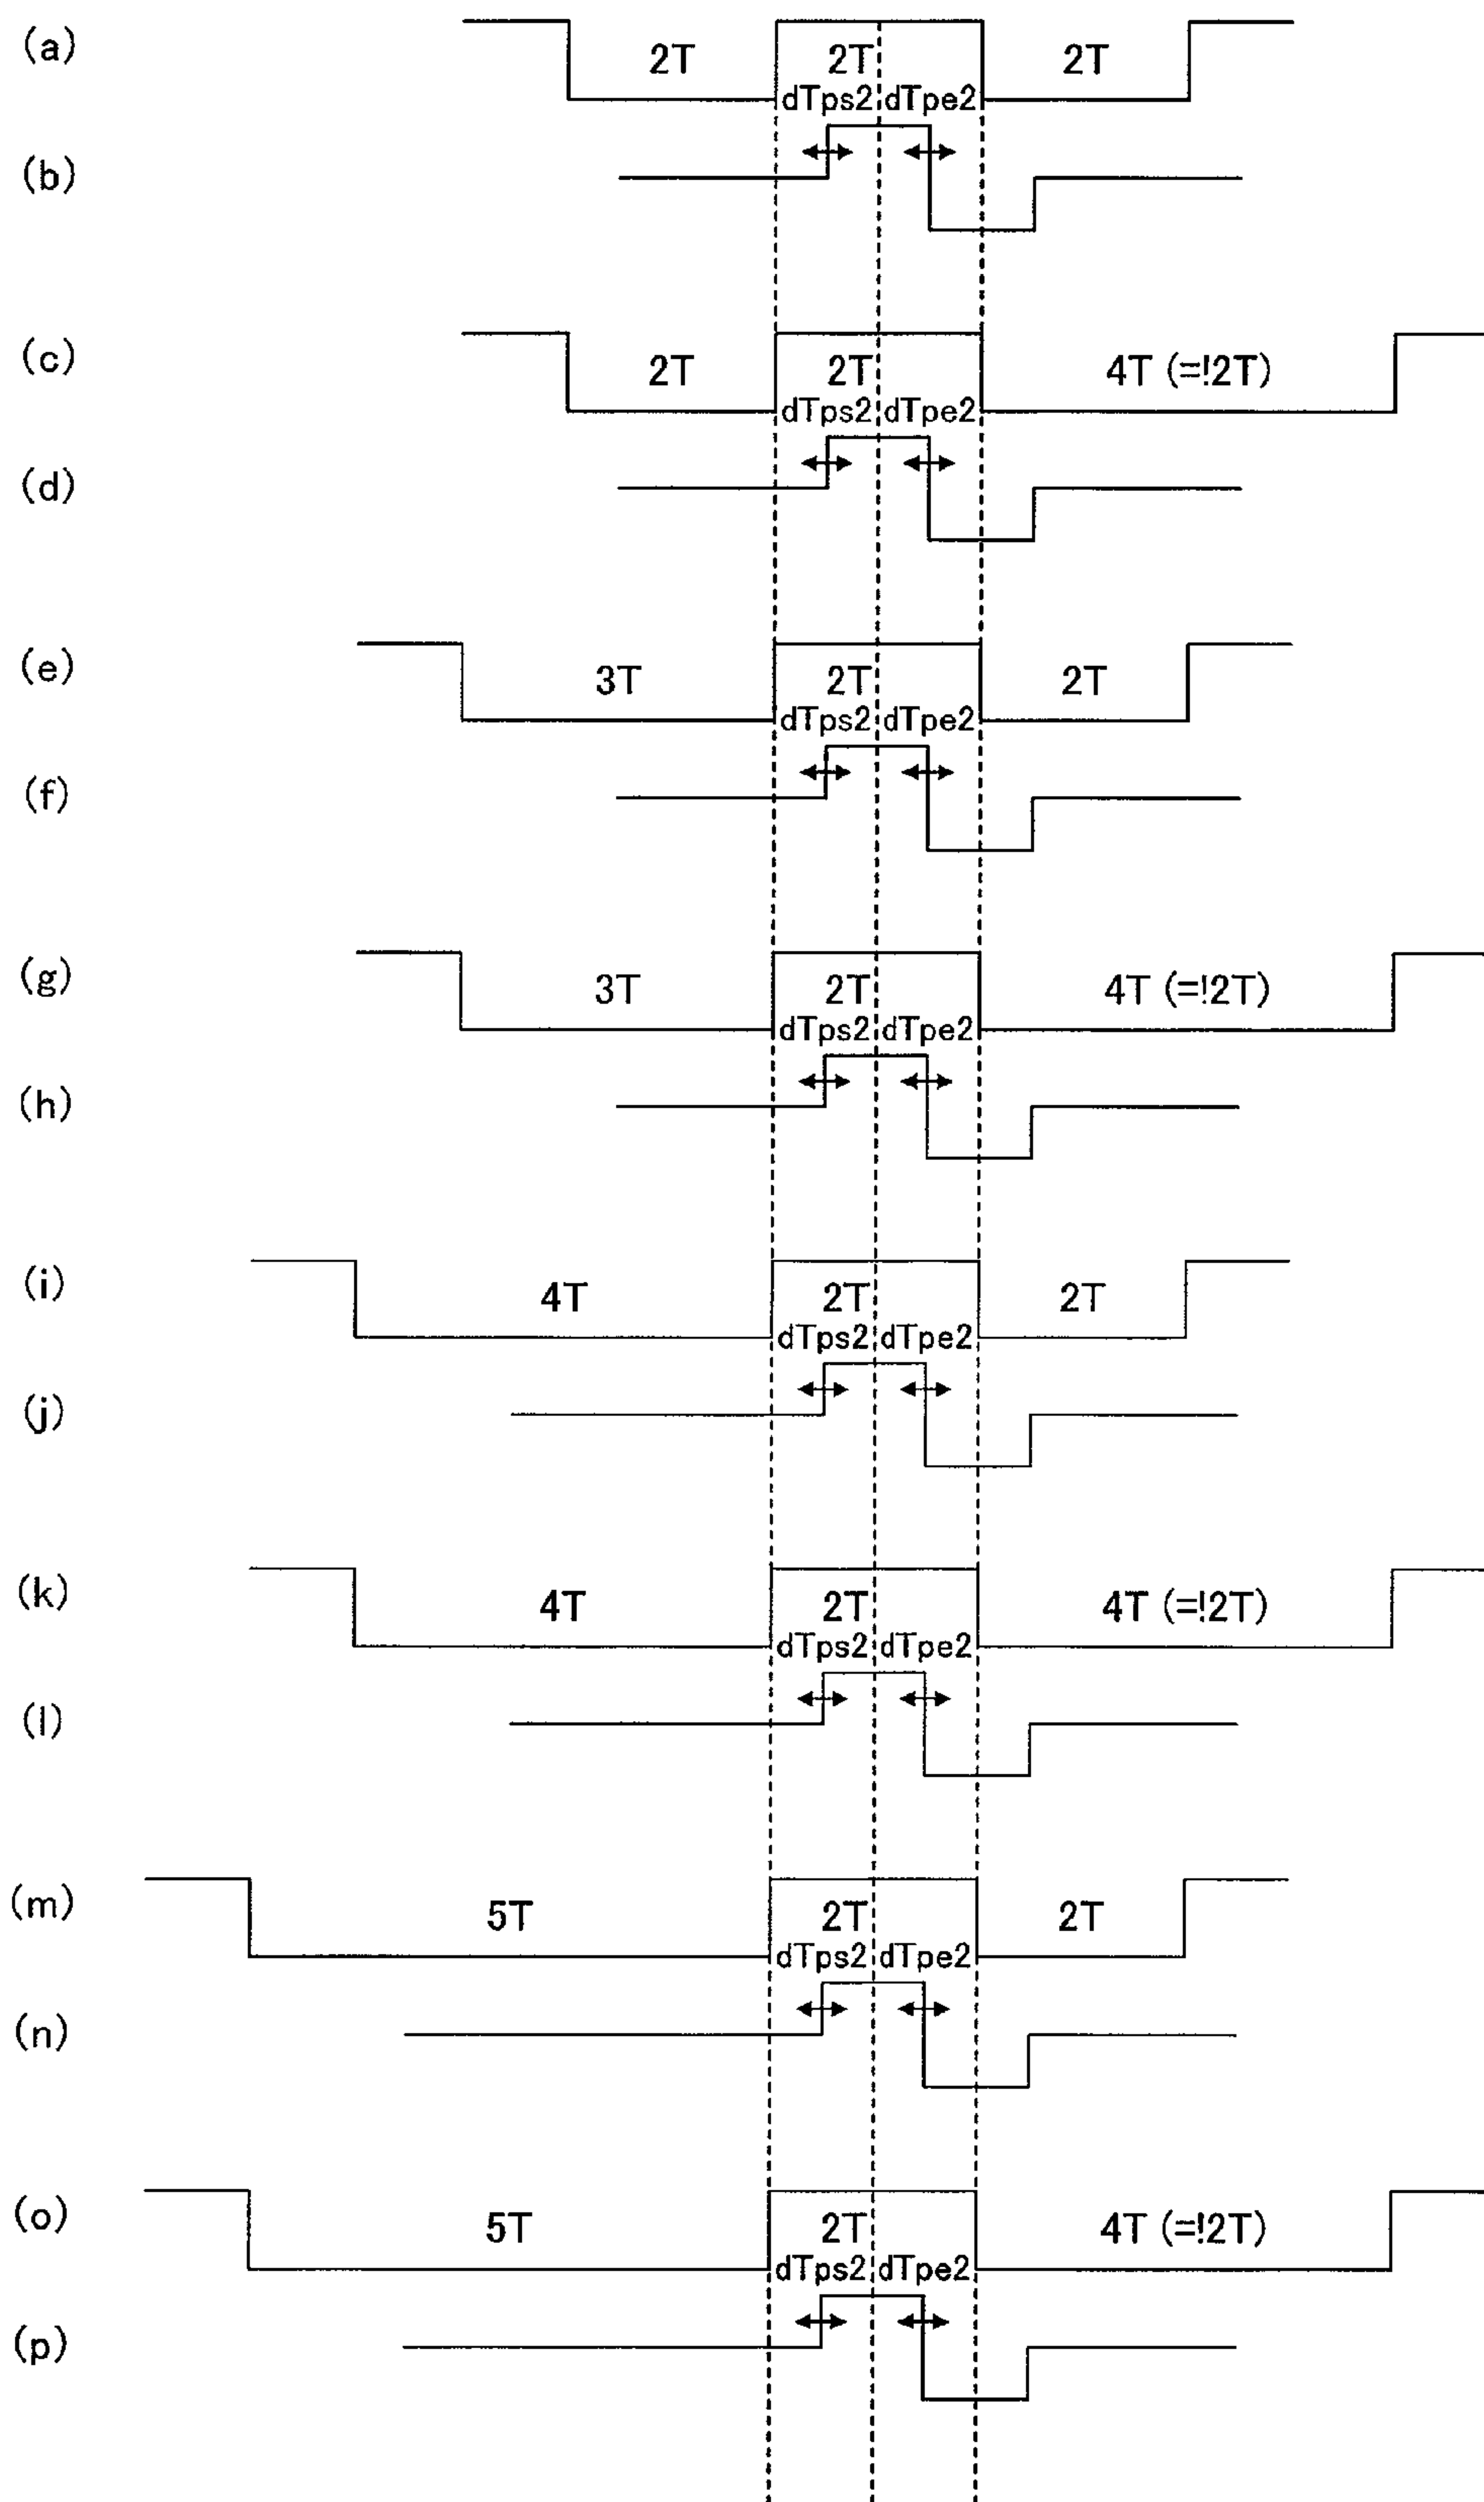 (a) 2T 2T 2T
dTps2 dTpe2
(b)
(c) 2T 2T 4T (=!2T)
dTps2 dTpe2
(d)
(e) 3T 2T 2T
dTps2 dTpe2
(f)
(g) 3T 2T 4T (=!2T)
dTps2 dTpe2
(h)
(i) 4T 2T 2T
dTps2 dTpe2
(j)
(k) 4T 2T 4T (=!2T)
dTps2 dTpe2
(l)
(m) 5T 2T 2T
dTps2 dTpe2
(n)
(o) 5T 2T 4T (=!2T)
dTps2 dTpe2
(p)